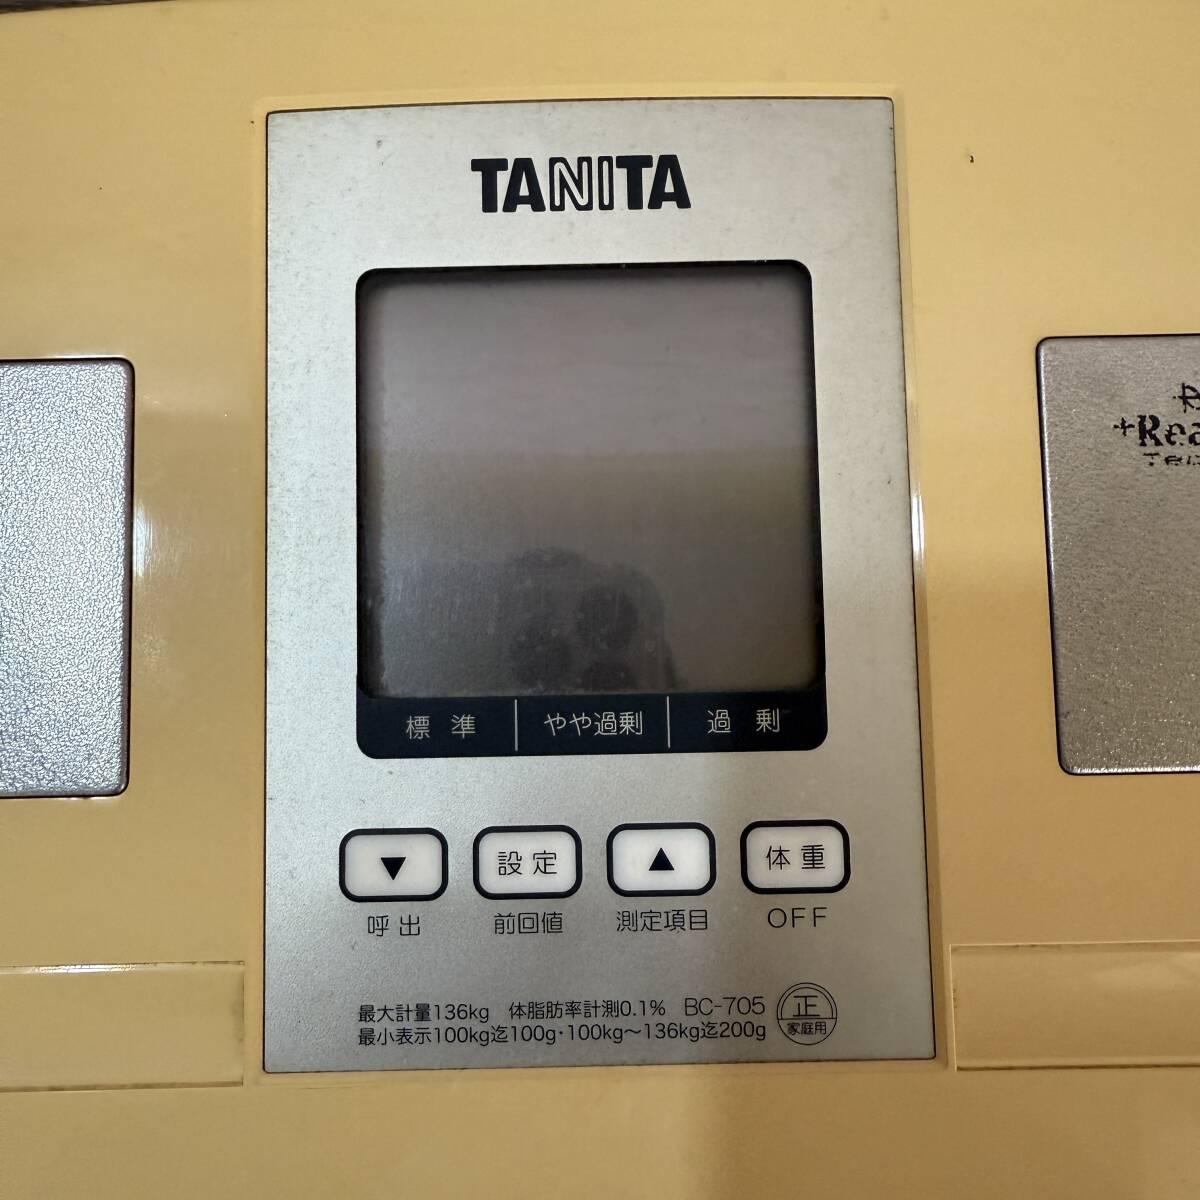 TANITA
標準 やや過剰 過剰
▼ 設定 ▲ 体重
呼出 前回値 測定項目 OFF
最大計量136kg 体脂肪率計測0.1% BC-705
最小表示100kg迄100g・100kg～136kg迄200g
正
家庭用